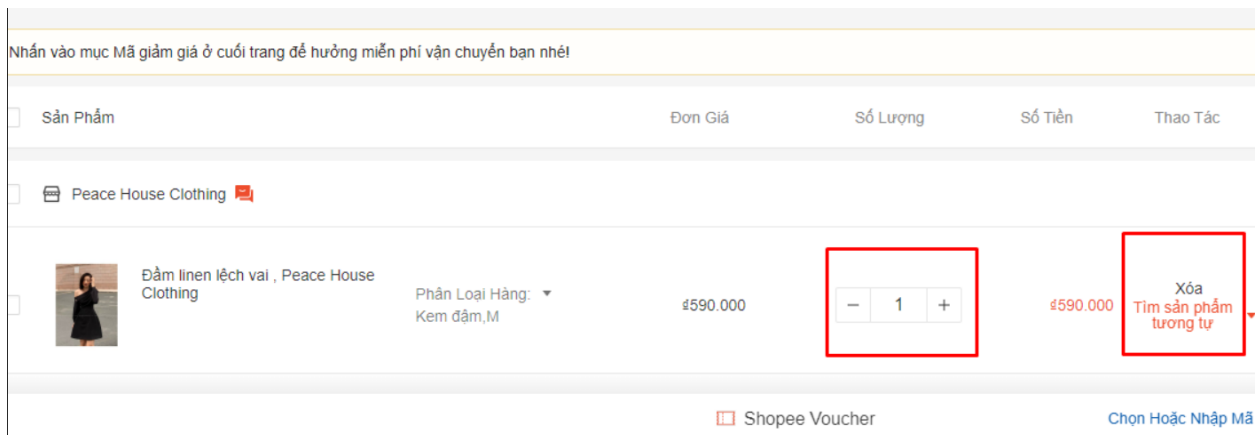 Nhấn vào mục Mã giảm giá ở cuối trang để hưởng miễn phí vận chuyển bạn nhé!
Sản Phẩm Đơn Giá Số Lượng Số Tiền Thao Tác
Peace House Clothing
Đầm linen lệch vai , Peace House
Clothing
Phân Loại Hàng:
Kem đậm,M
₫590.000
− 1 +
₫590.000
Xóa
Tìm sản phẩm
tương tự
Shopee Voucher Chọn Hoặc Nhập Mã